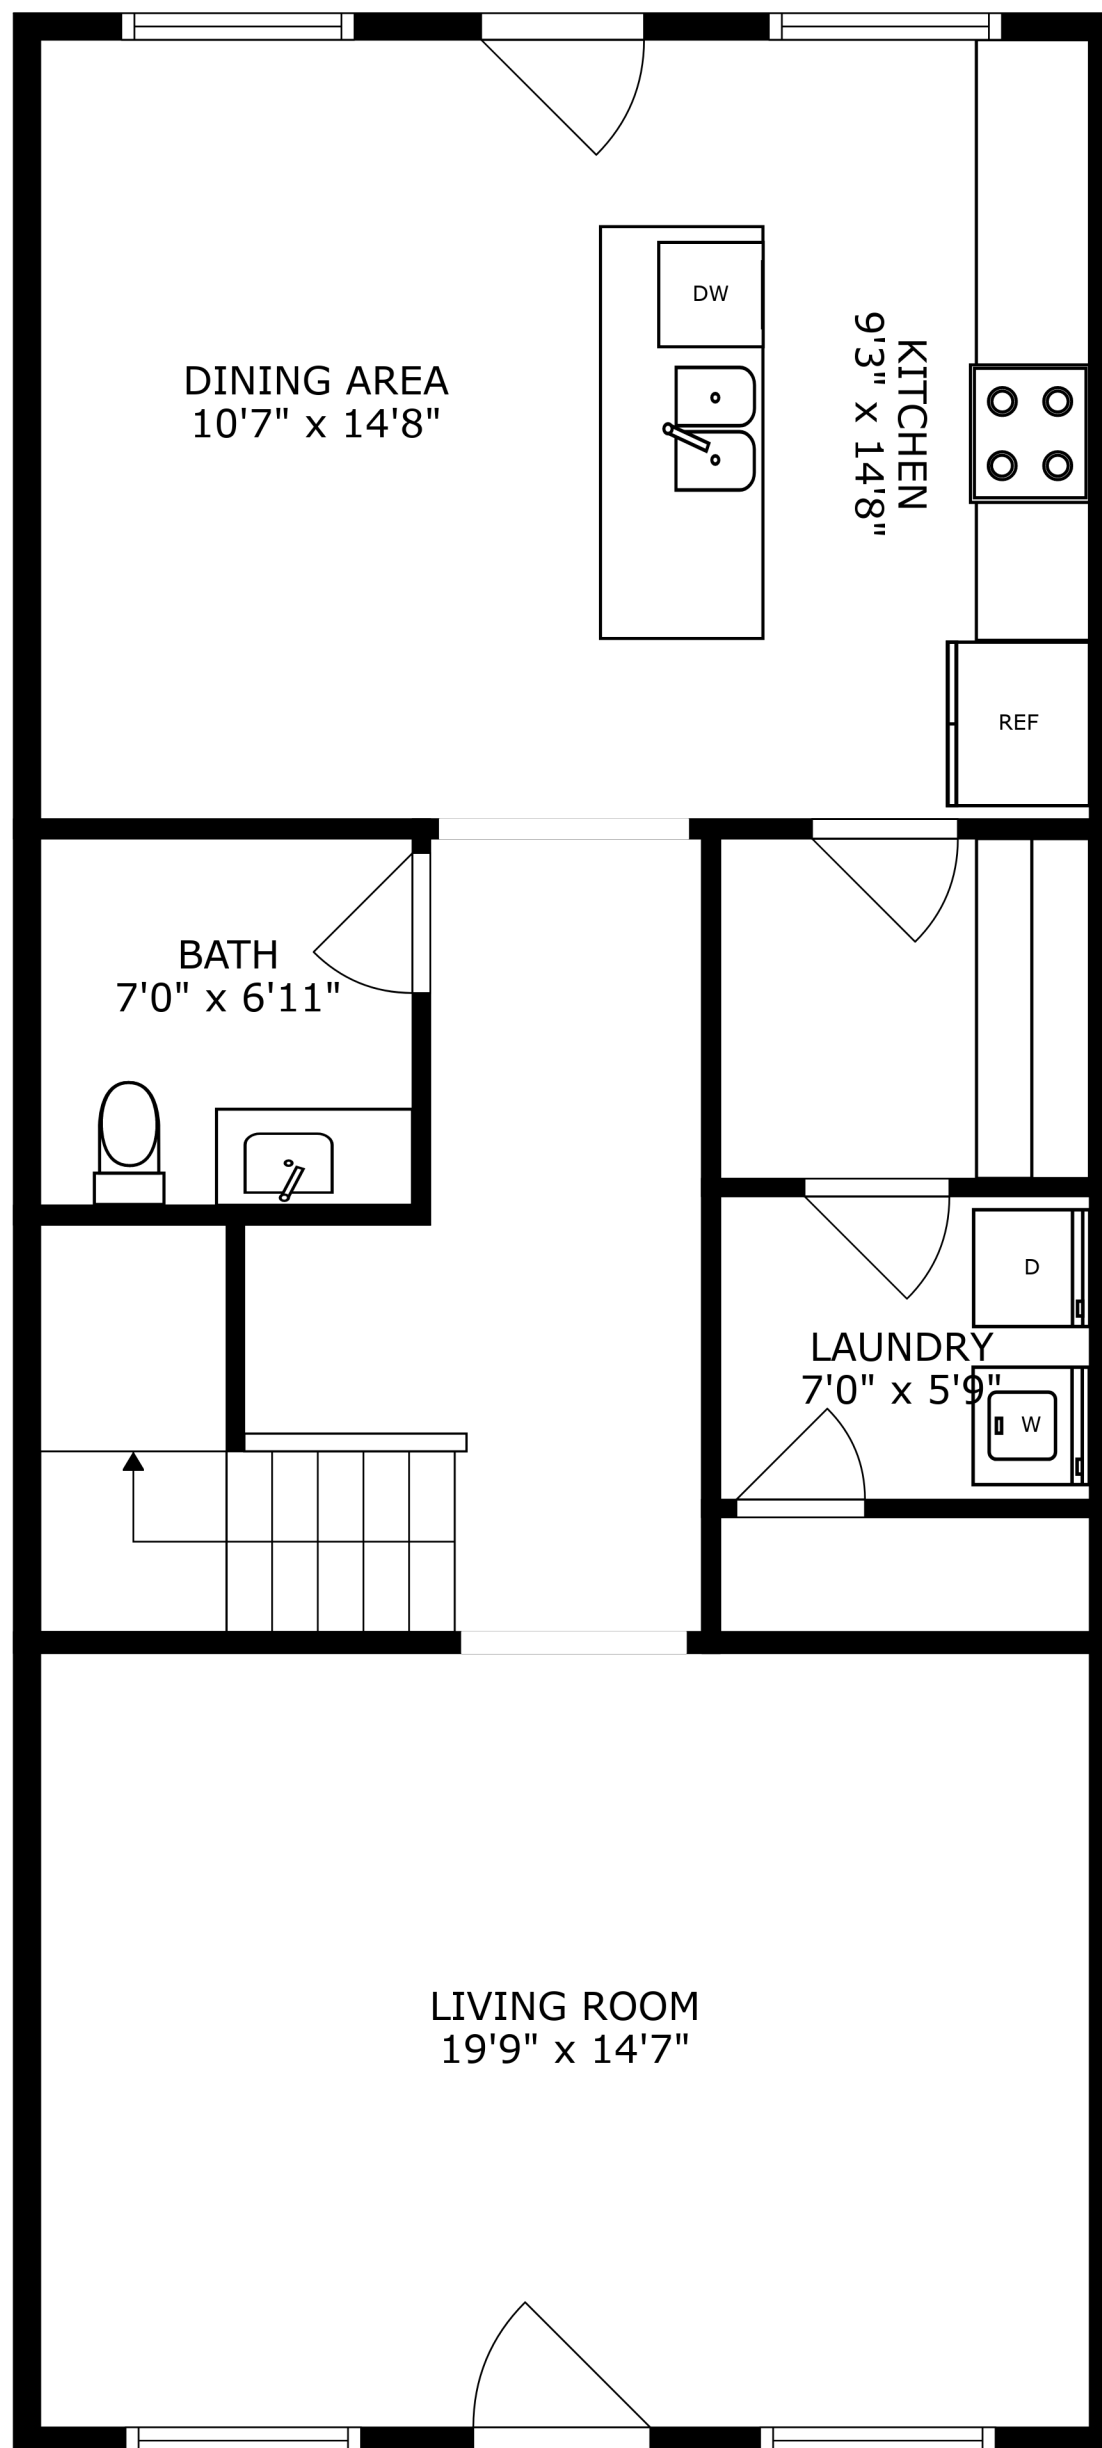 DW
DINING AREA
10'7" x 14'8"
KITCHEN
9'3" x 14'8"
REF
BATH
7'0" x 6'11"
D
LAUNDRY
7'0" x 5'9"
W
LIVING ROOM
19'9" x 14'7"